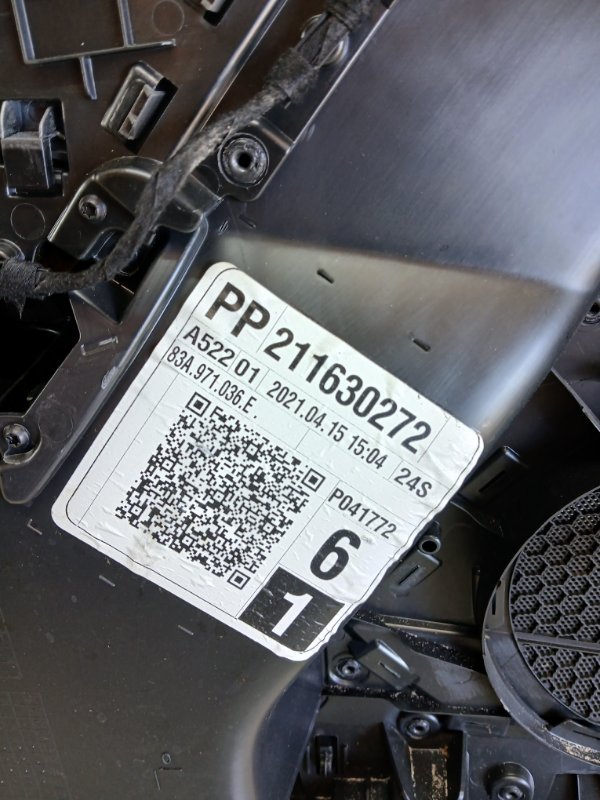 PP 211630272
A522 01 2021.04.15 15:04 24S
83A.971.036.E.
P041772
6
1